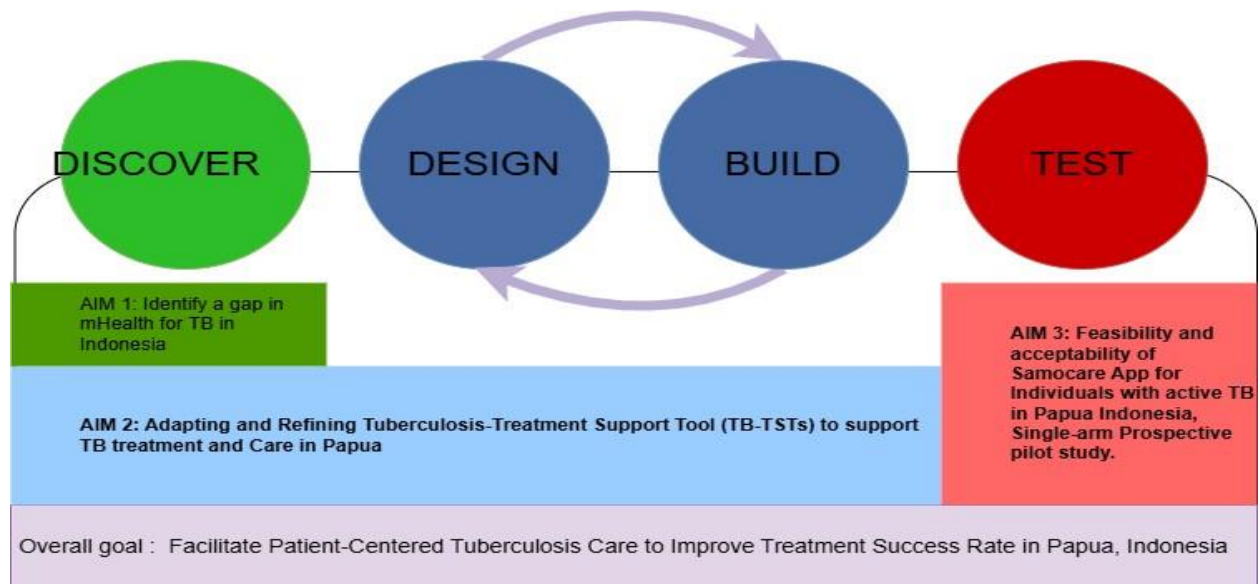 DISCOVER
DESIGN
BUILD
TEST
AIM 1: Identify a gap in
mHealth for TB in
Indonesia
AIM 2: Adapting and Refining Tuberculosis-Treatment Support Tool (TB-TSTs) to support
TB treatment and Care in Papua
AIM 3: Feasibility and
acceptability of
Samocare App for
Individuals with active TB
in Papua Indonesia,
Single-arm Prospective
pilot study.
Overall goal : Facilitate Patient-Centered Tuberculosis Care to Improve Treatment Success Rate in Papua, Indonesia